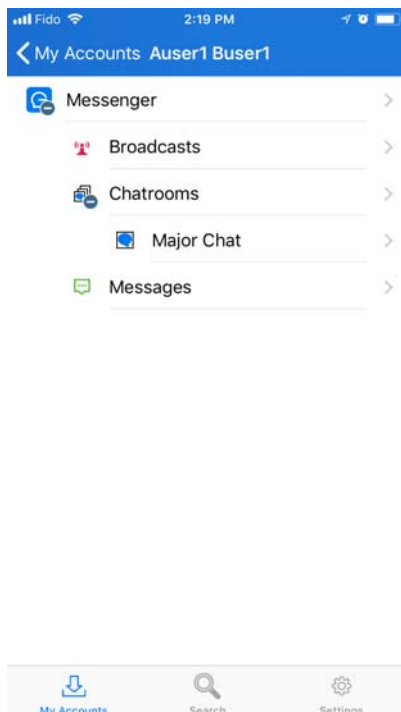 Fido 2:19 PM
My Accounts Auser1 Buser1
Messenger
Broadcasts
Chatrooms
Major Chat
Messages
My Accounts Search Settings